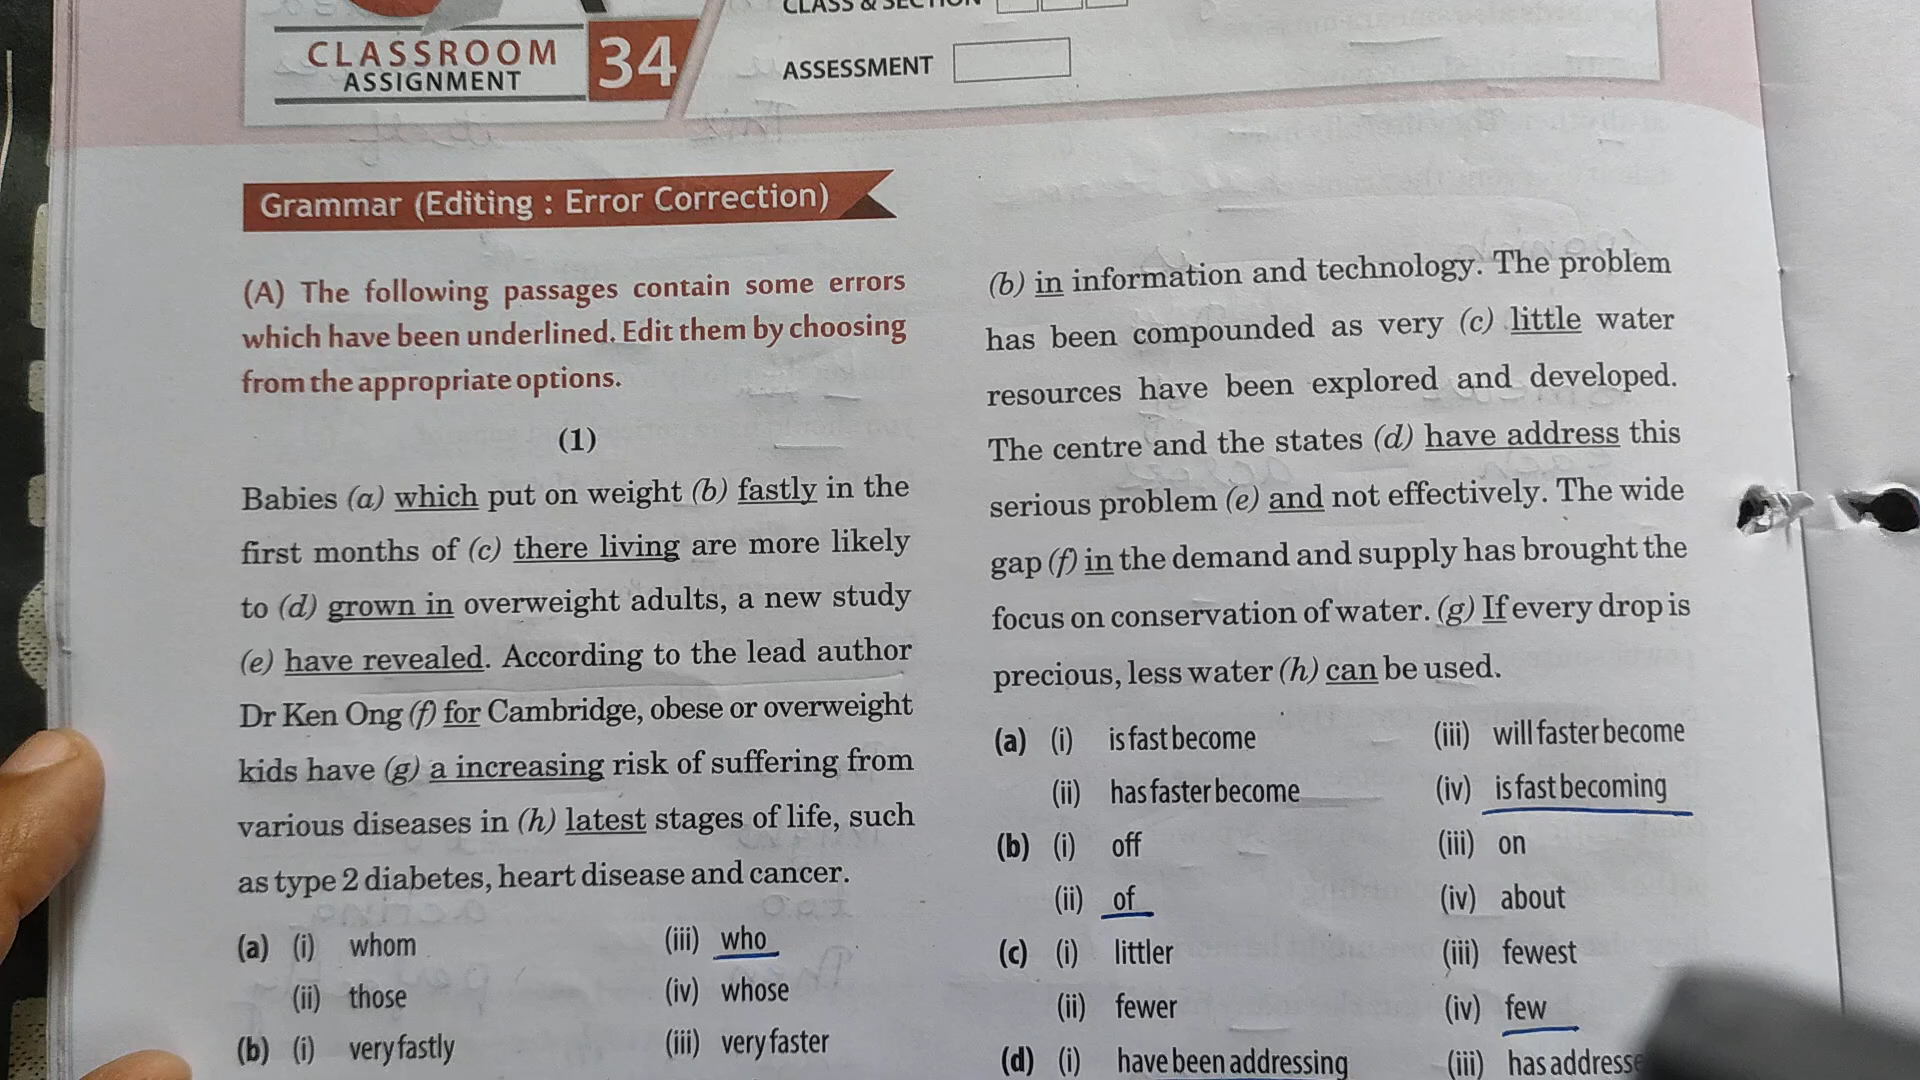 CLASS & SECTION
CLASSROOM
ASSIGNMENT
34
ASSESSMENT
Grammar (Editing : Error Correction)
(A) The following passages contain some errors
which have been underlined. Edit them by choosing
from the appropriate options.
(1)
Babies (a) which put on weight (b) fastly in the
first months of (c) there living are more likely
to (d) grown in overweight adults, a new study
(e) have revealed. According to the lead author
Dr Ken Ong (f) for Cambridge, obese or overweight
kids have (g) a increasing risk of suffering from
various diseases in (h) latest stages of life, such
as type 2 diabetes, heart disease and cancer.
(a) (i) whom (iii) who
(ii) those (iv) whose
(b) (i) very fastly (iii) very faster
(b) in information and technology. The problem
has been compounded as very (c) little water
resources have been explored and developed.
The centre and the states (d) have address this
serious problem (e) and not effectively. The wide
gap (f) in the demand and supply has brought the
focus on conservation of water. (g) If every drop is
precious, less water (h) can be used.
(a) (i) is fast become (iii) will faster become
(ii) has faster become (iv) is fast becoming
(b) (i) off (iii) on
(ii) of (iv) about
(c) (i) littler (iii) fewest
(ii) fewer (iv) few
(d) (i) have been addressing (iii) has